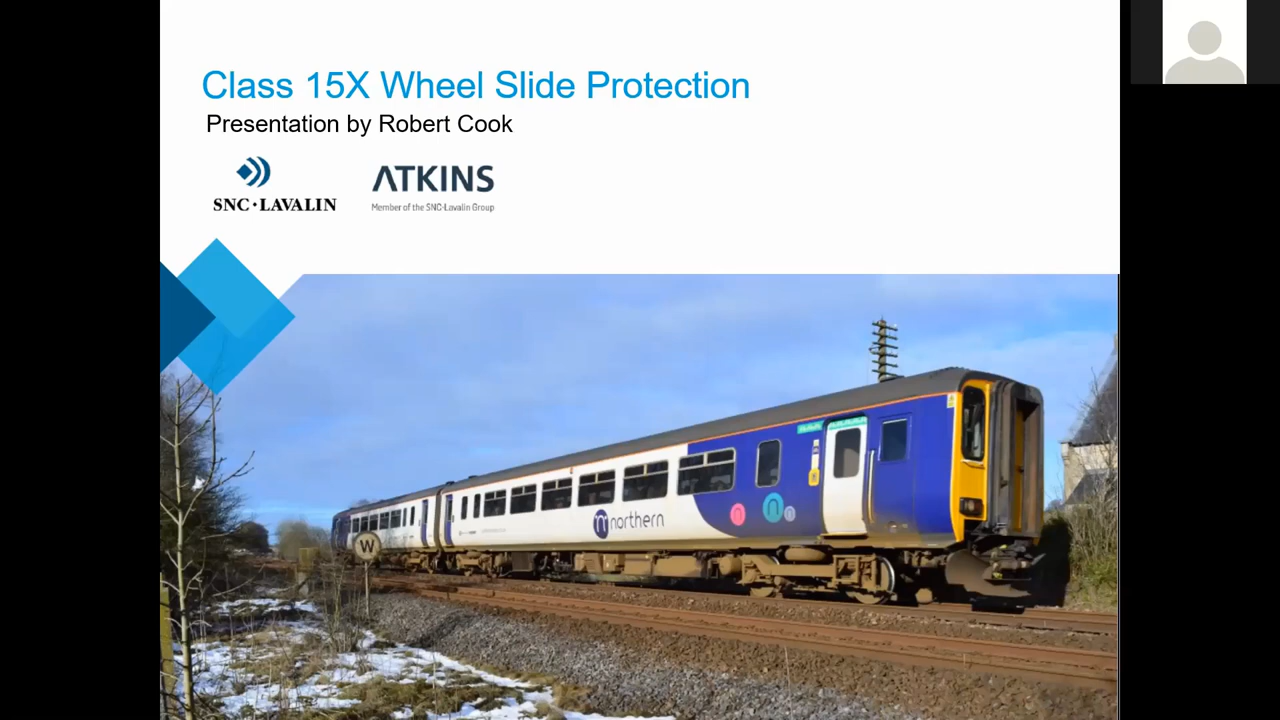 Class 15X Wheel Slide Protection
Presentation by Robert Cook
SNC•LAVALIN
ATKINS
Member of the SNC-Lavalin Group
northern
W